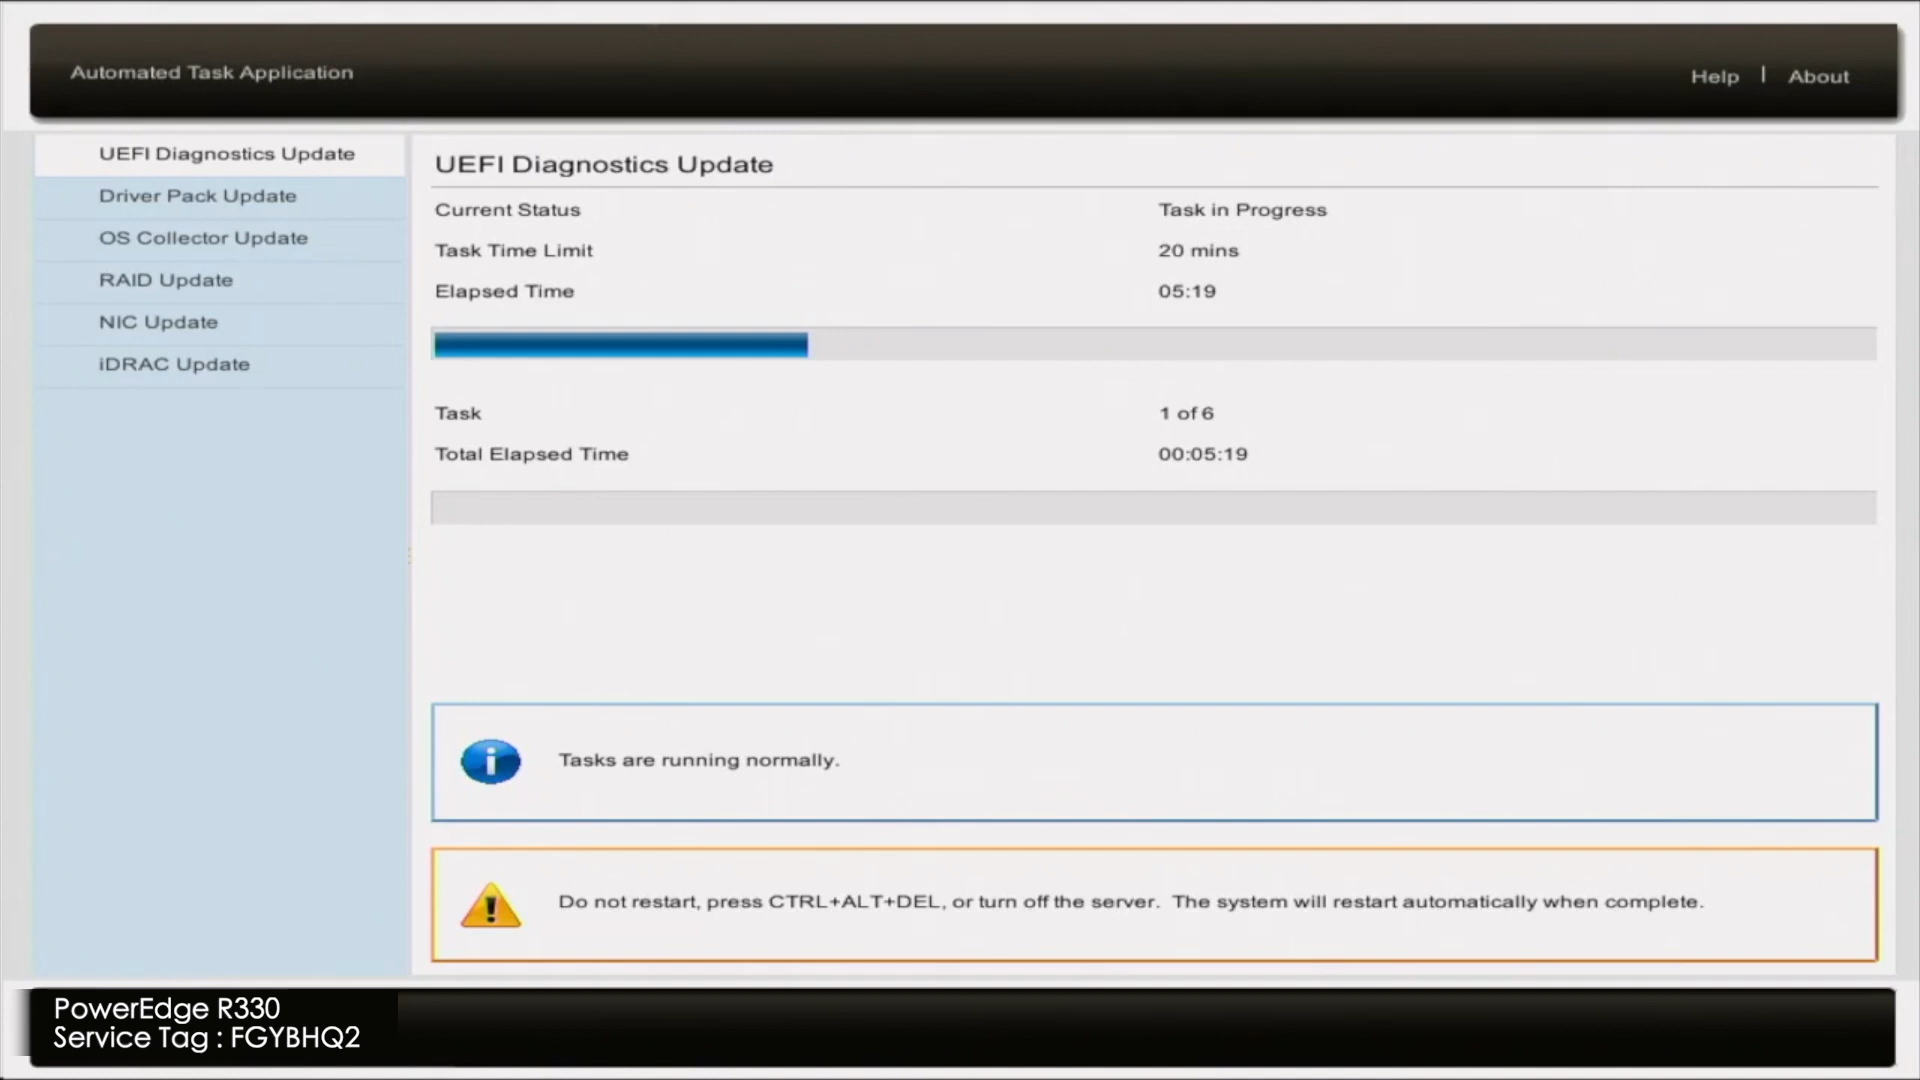 Automated Task Application
Help | About
UEFI Diagnostics Update
Driver Pack Update
OS Collector Update
RAID Update
NIC Update
iDRAC Update
UEFI Diagnostics Update
Current Status Task in Progress
Task Time Limit 20 mins
Elapsed Time 05:19
Task 1 of 6
Total Elapsed Time 00:05:19
Tasks are running normally.
Do not restart, press CTRL+ALT+DEL, or turn off the server. The system will restart automatically when complete.
PowerEdge R330
Service Tag : FGYBHQ2